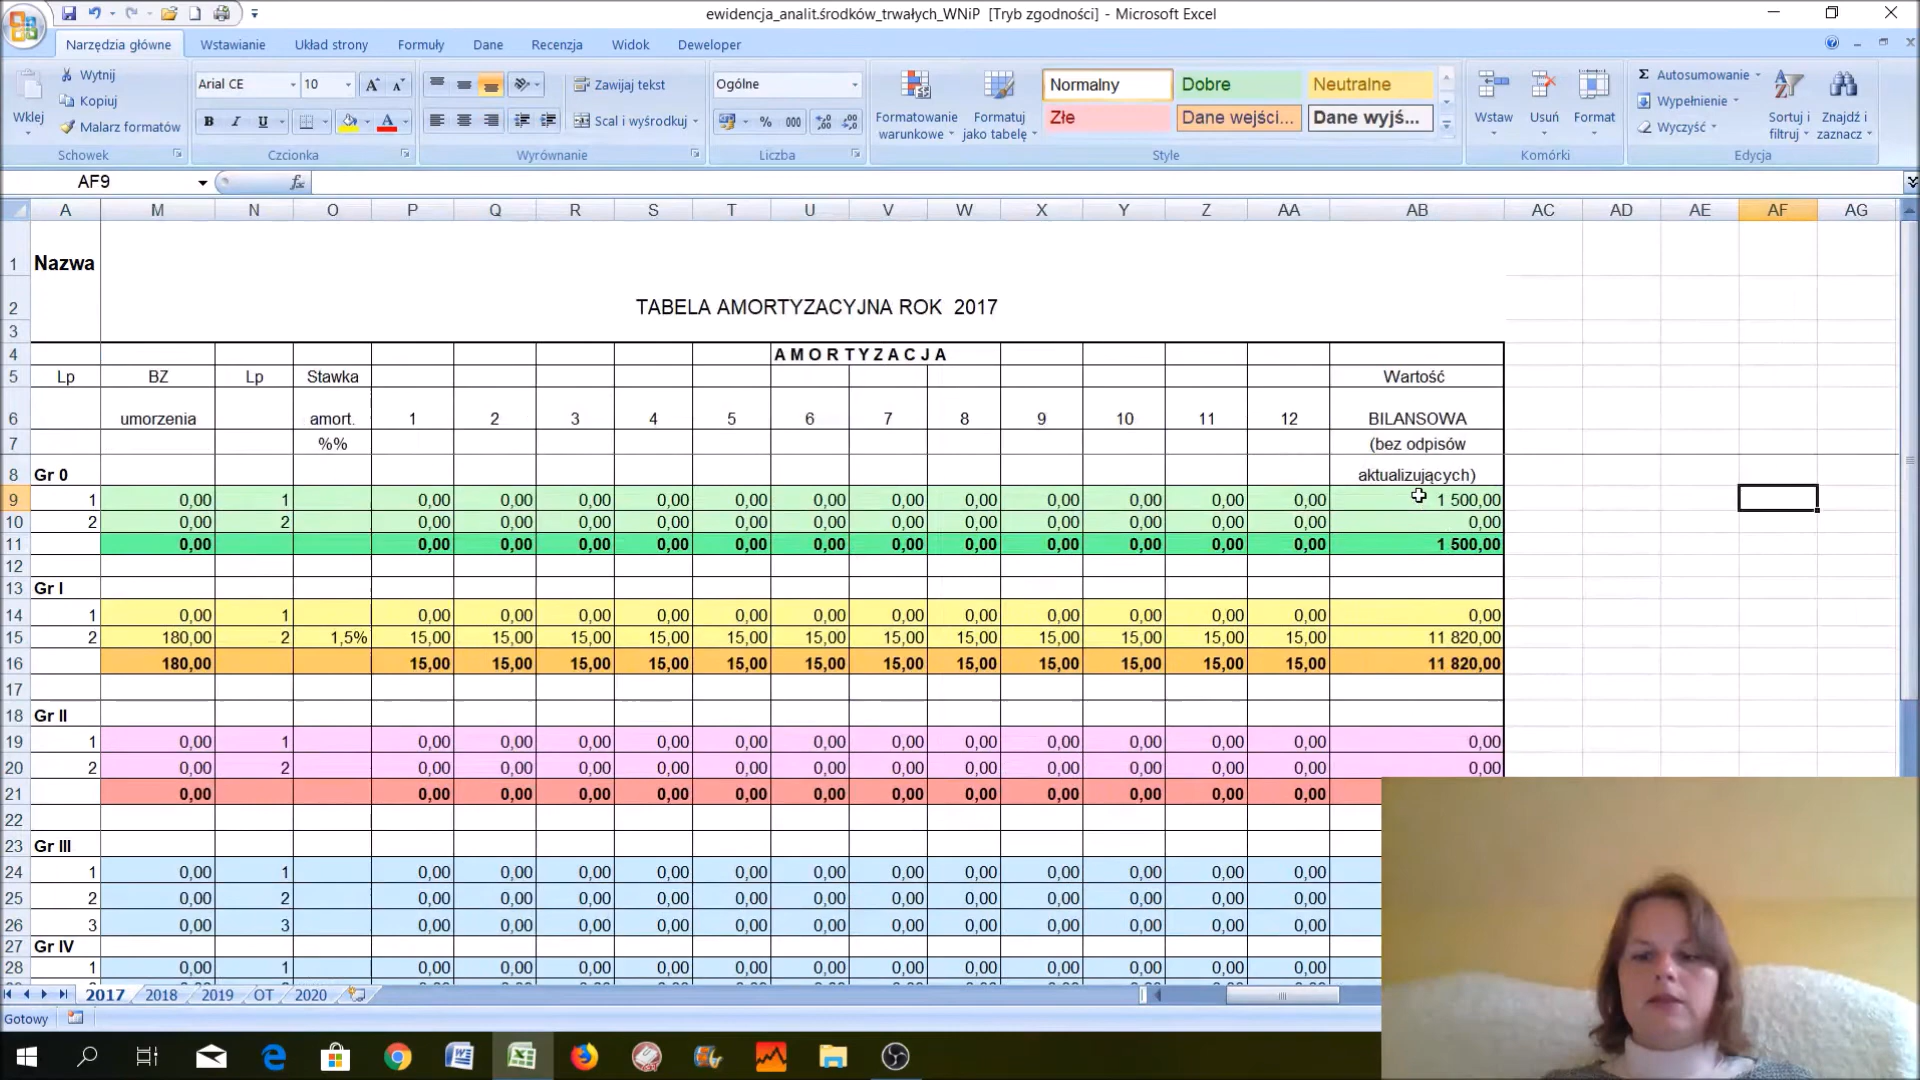 ewidencja_analit.środków_trwałych_WNiP [Tryb zgodności] - Microsoft Excel
Narzędzia główne Wstawianie Układ strony Formuły Dane Recenzja Widok Deweloper
Wklej Wytnij Kopiuj Malarz formatów
Schowek
Arial CE 10
B I U
Czcionka
Zawijaj tekst
Scal i wyśrodkuj
Wyrównanie
Ogólne
% 000
Liczba
Formatowanie warunkowe
Formatuj jako tabelę
Normalny Dobre Neutralne
Złe Dane wejści... Dane wyjś...
Style
Wstaw Usuń Format
Komórki
Autosumowanie
Wypełnienie
Wyczyść
Sortuj i filtruj
Znajdź i zaznacz
Edycja
AF9 fx
A M N O P Q R S T U V W X Y Z AA AB AC AD AE AF AG
1 Nazwa
2 TABELA AMORTYZACYJNA ROK 2017
3
4 A M O R T Y Z A C J A
5 Lp BZ Lp Stawka Wartość
6 umorzenia amort. 1 2 3 4 5 6 7 8 9 10 11 12 BILANSOWA
7 %% (bez odpisów
8 Gr 0 aktualizujących)
9 1 0,00 1 0,00 0,00 0,00 0,00 0,00 0,00 0,00 0,00 0,00 0,00 0,00 0,00 1 500,00
10 2 0,00 2 0,00 0,00 0,00 0,00 0,00 0,00 0,00 0,00 0,00 0,00 0,00 0,00 0,00
11 0,00 0,00 0,00 0,00 0,00 0,00 0,00 0,00 0,00 0,00 0,00 0,00 0,00 1 500,00
12
13 Gr I
14 1 0,00 1 0,00 0,00 0,00 0,00 0,00 0,00 0,00 0,00 0,00 0,00 0,00 0,00 0,00
15 2 180,00 2 1,5% 15,00 15,00 15,00 15,00 15,00 15,00 15,00 15,00 15,00 15,00 15,00 15,00 11 820,00
16 180,00 15,00 15,00 15,00 15,00 15,00 15,00 15,00 15,00 15,00 15,00 15,00 15,00 11 820,00
17
18 Gr II
19 1 0,00 1 0,00 0,00 0,00 0,00 0,00 0,00 0,00 0,00 0,00 0,00 0,00 0,00 0,00
20 2 0,00 2 0,00 0,00 0,00 0,00 0,00 0,00 0,00 0,00 0,00 0,00 0,00 0,00 0,00
21 0,00 0,00 0,00 0,00 0,00 0,00 0,00 0,00 0,00 0,00 0,00 0,00 0,00
22
23 Gr III
24 1 0,00 1 0,00 0,00 0,00 0,00 0,00 0,00 0,00 0,00 0,00 0,00 0,00 0,00
25 2 0,00 2 0,00 0,00 0,00 0,00 0,00 0,00 0,00 0,00 0,00 0,00 0,00 0,00
26 3 0,00 3 0,00 0,00 0,00 0,00 0,00 0,00 0,00 0,00 0,00 0,00 0,00 0,00
27 Gr IV
28 1 0,00 1 0,00 0,00 0,00 0,00 0,00 0,00 0,00 0,00 0,00 0,00 0,00 0,00
2017 2018 2019 OT 2020
Gotowy